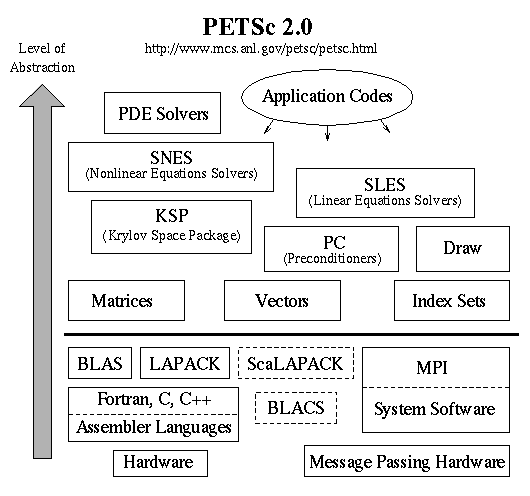 PETSc 2.0
http://www.mcs.anl.gov/petsc/petsc.html
Level of
Abstraction
Application Codes
PDE Solvers
SNES
(Nonlinear Equations Solvers)
SLES
(Linear Equations Solvers)
KSP
(Krylov Space Package)
PC
(Preconditioners)
Draw
Matrices
Vectors
Index Sets
BLAS
LAPACK
ScaLAPACK
MPI
Fortran, C, C++
BLACS
System Software
Assembler Languages
Hardware
Message Passing Hardware